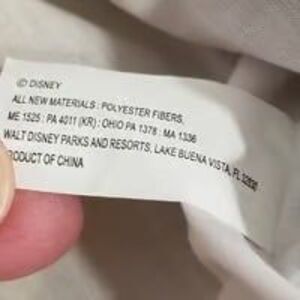 © DISNEY
ALL NEW MATERIALS : POLYESTER FIBERS,
ME 1525 : PA 4011 (KR) : OHIO PA 1378 : MA 1336
WALT DISNEY PARKS AND RESORTS, LAKE BUENA VISTA, FL
RODUCT OF CHINA